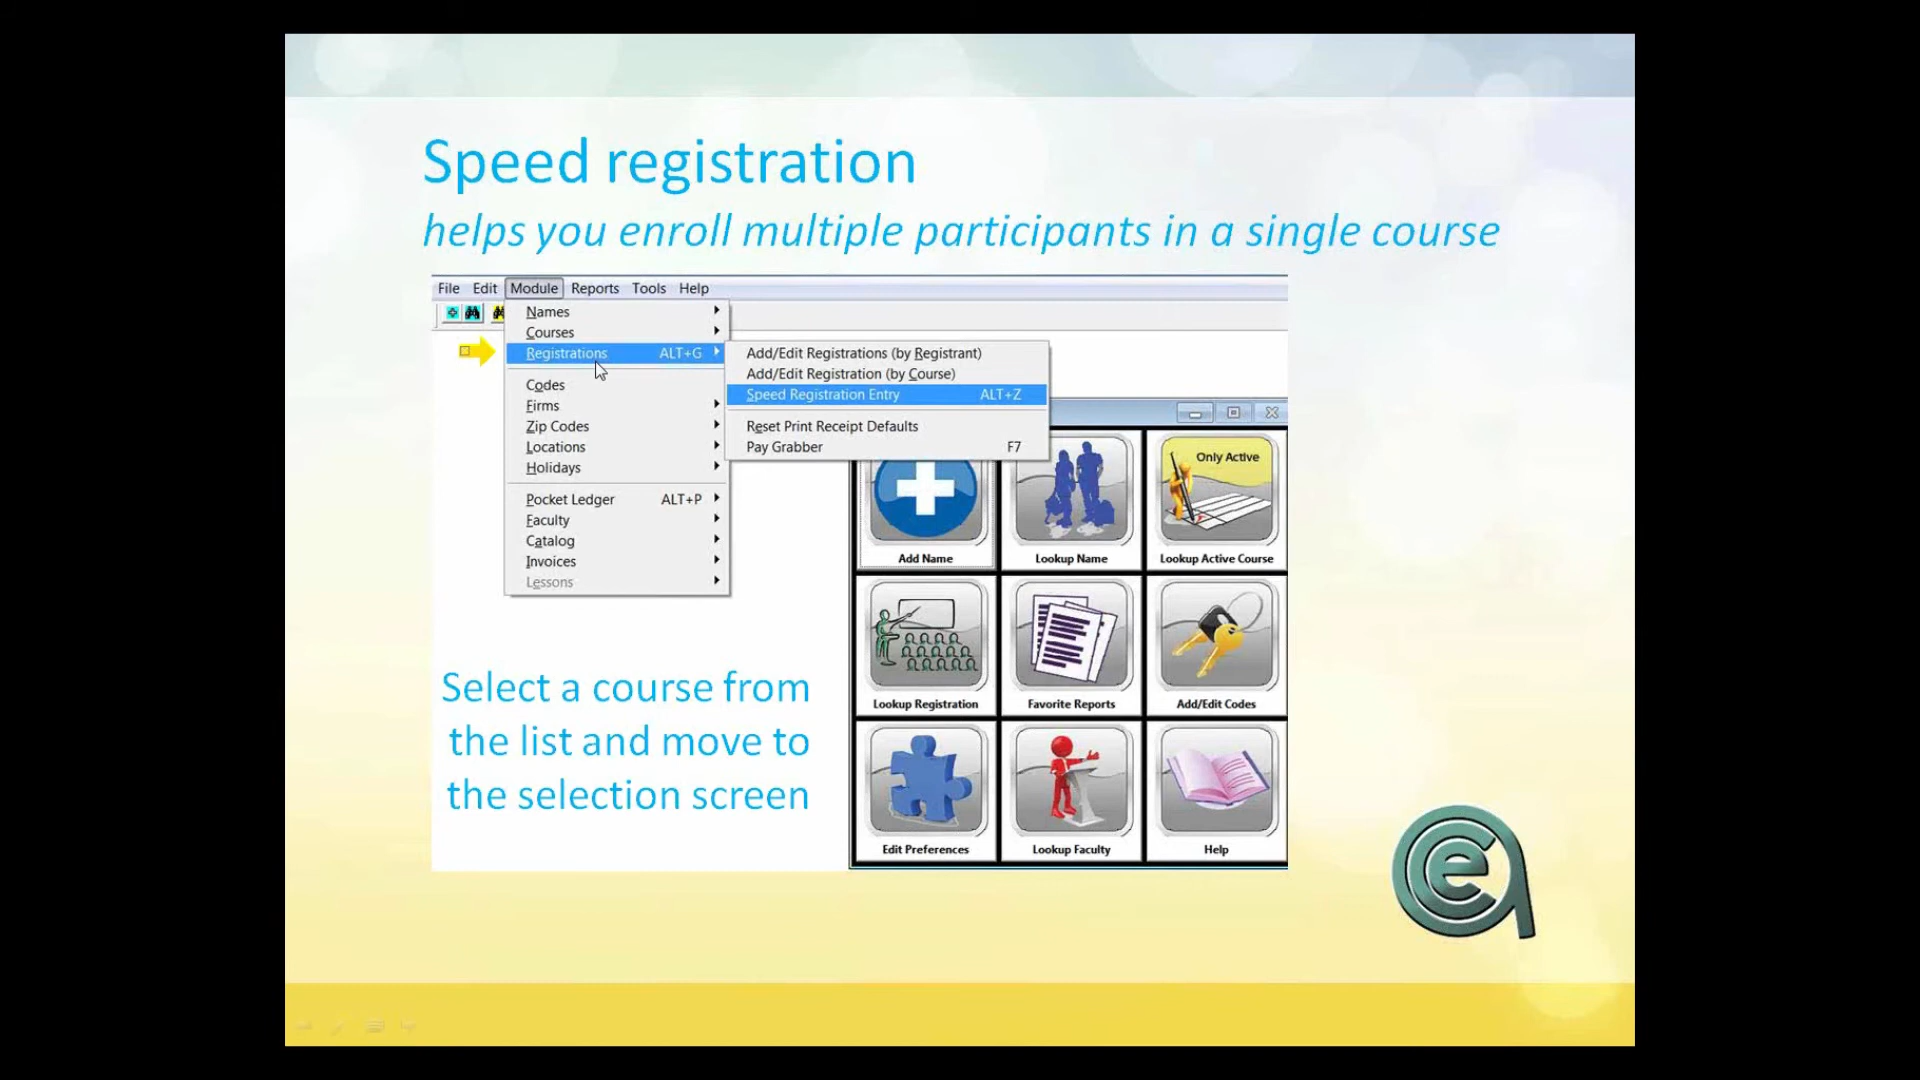 Speed registration
helps you enroll multiple participants in a single course
File Edit Module Reports Tools Help
Names
Courses
Registrations ALT+G
Codes
Firms
Zip Codes
Locations
Holidays
Pocket Ledger ALT+P
Faculty
Catalog
Invoices
Lessons
Add/Edit Registrations (by Registrant)
Add/Edit Registration (by Course)
Speed Registration Entry ALT+Z
Reset Print Receipt Defaults
Pay Grabber F7
Only Active
Add Name Lookup Name Lookup Active Course
Lookup Registration Favorite Reports Add/Edit Codes
Edit Preferences Lookup Faculty Help
Select a course from
the list and move to
the selection screen